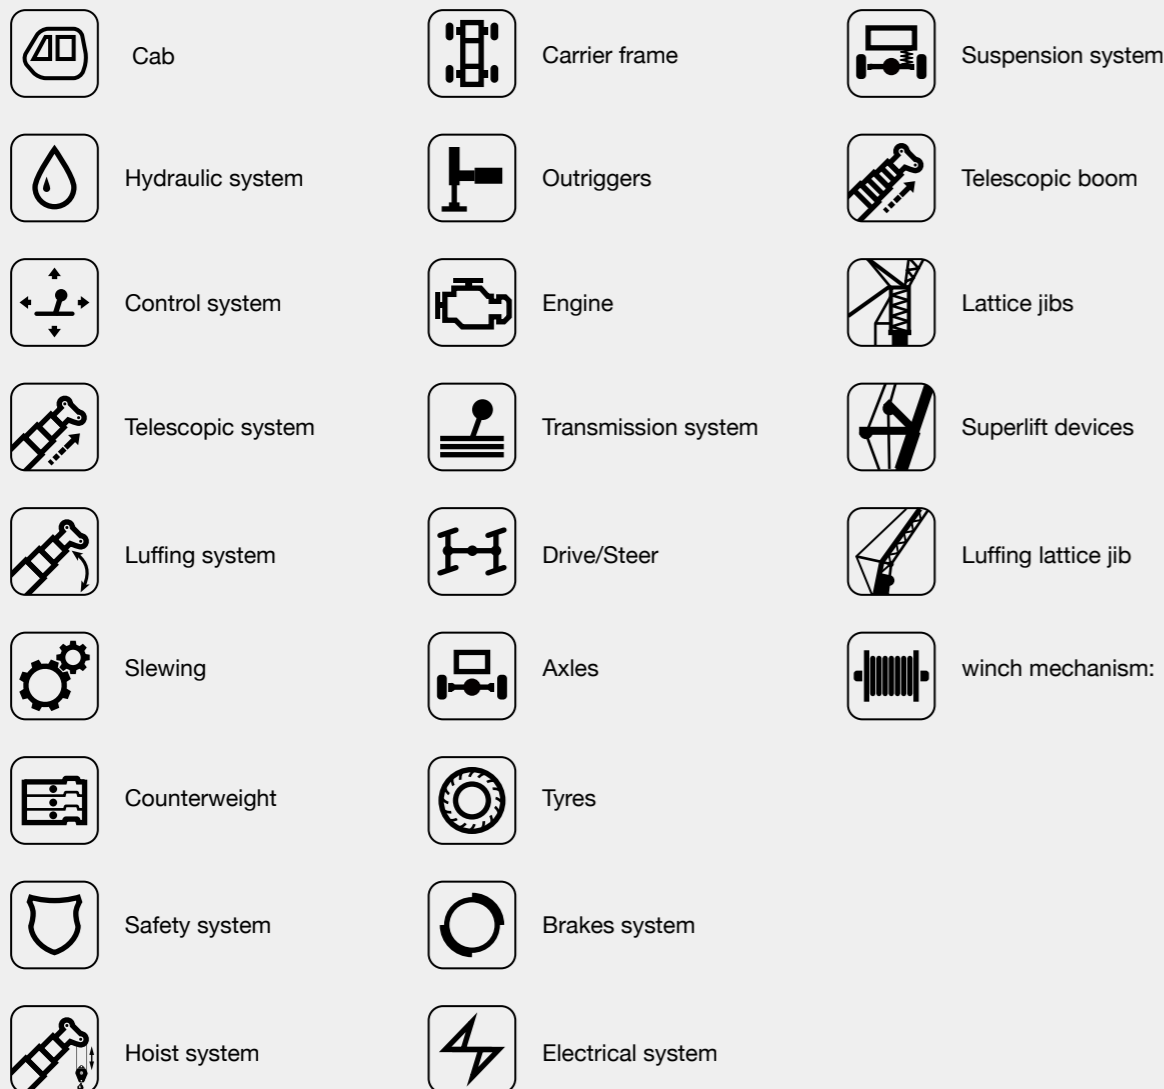 Cab
Hydraulic system
Control system
Telescopic system
Luffing system
Slewing
Counterweight
Safety system
Hoist system
Carrier frame
Outriggers
Engine
Transmission system
Drive/Steer
Axles
Tyres
Brakes system
Electrical system
Suspension system
Telescopic boom
Lattice jibs
Superlift devices
Luffing lattice jib
winch mechanism: